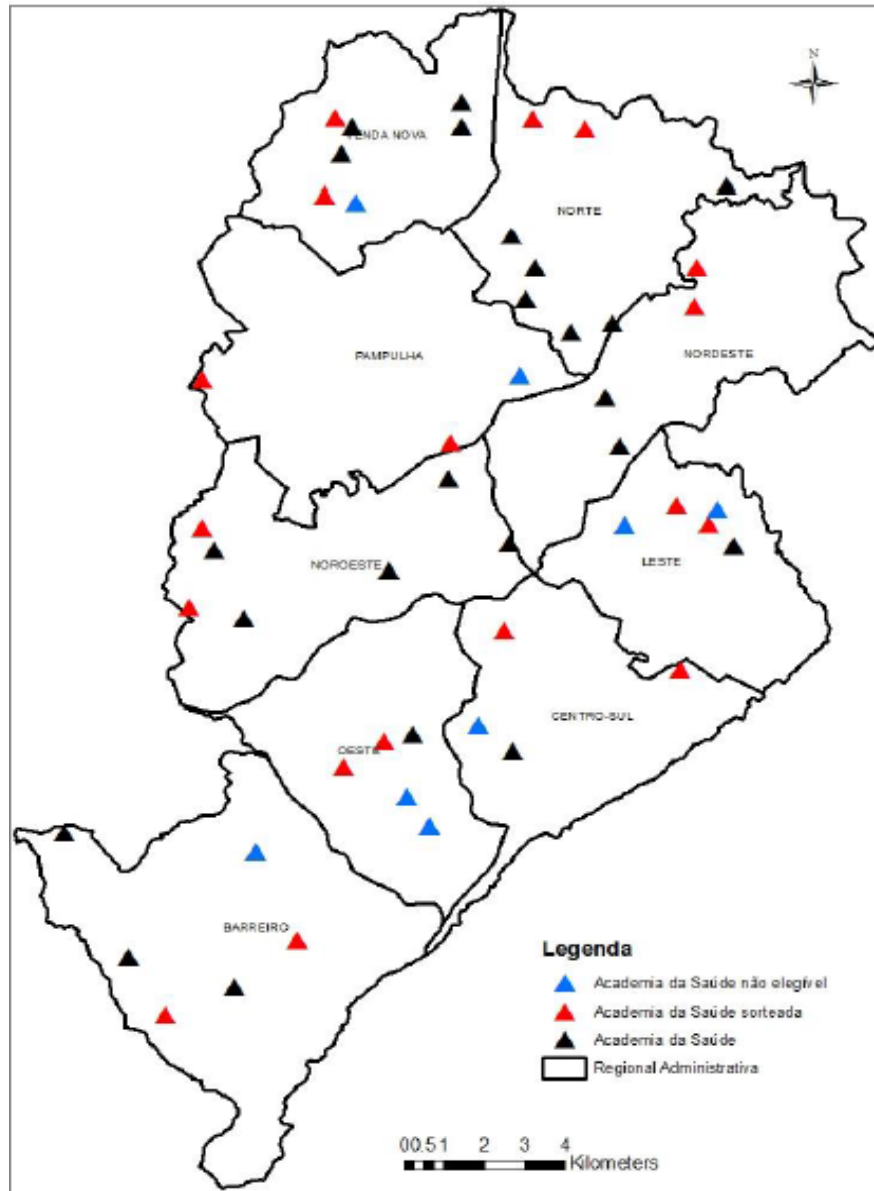 N
VENDA NOVA
NORTE
PAMPULHA
NORDESTE
NOROESTE
LESTE
CENTRO-SUL
OESTE
BARREIRO
Legenda
Academia da Saúde não elegível
Academia da Saúde sorteada
Academia da Saúde
Regional Administrativa
00.51 2 3 4
Kilometers